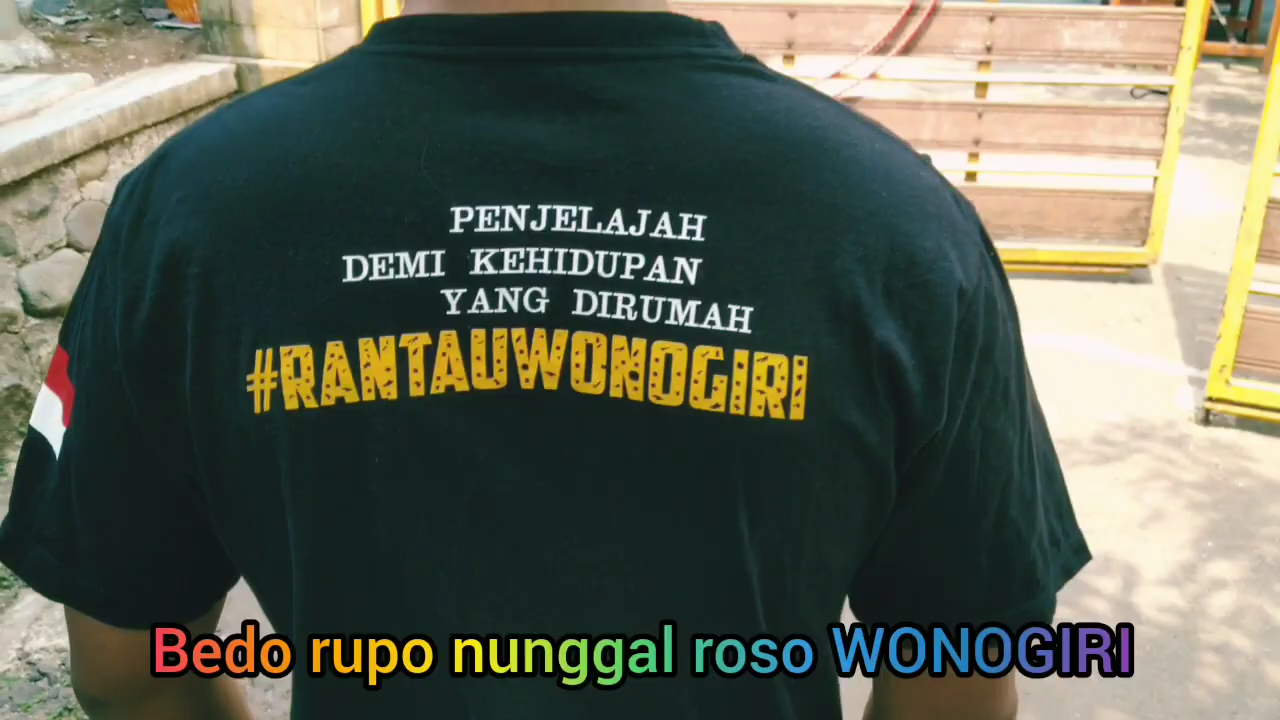 PENJELAJAH
DEMI KEHIDUPAN
YANG DIRUMAH
#RANTAUWONOGIRI
Bedo rupo nunggal roso WONOGIRI